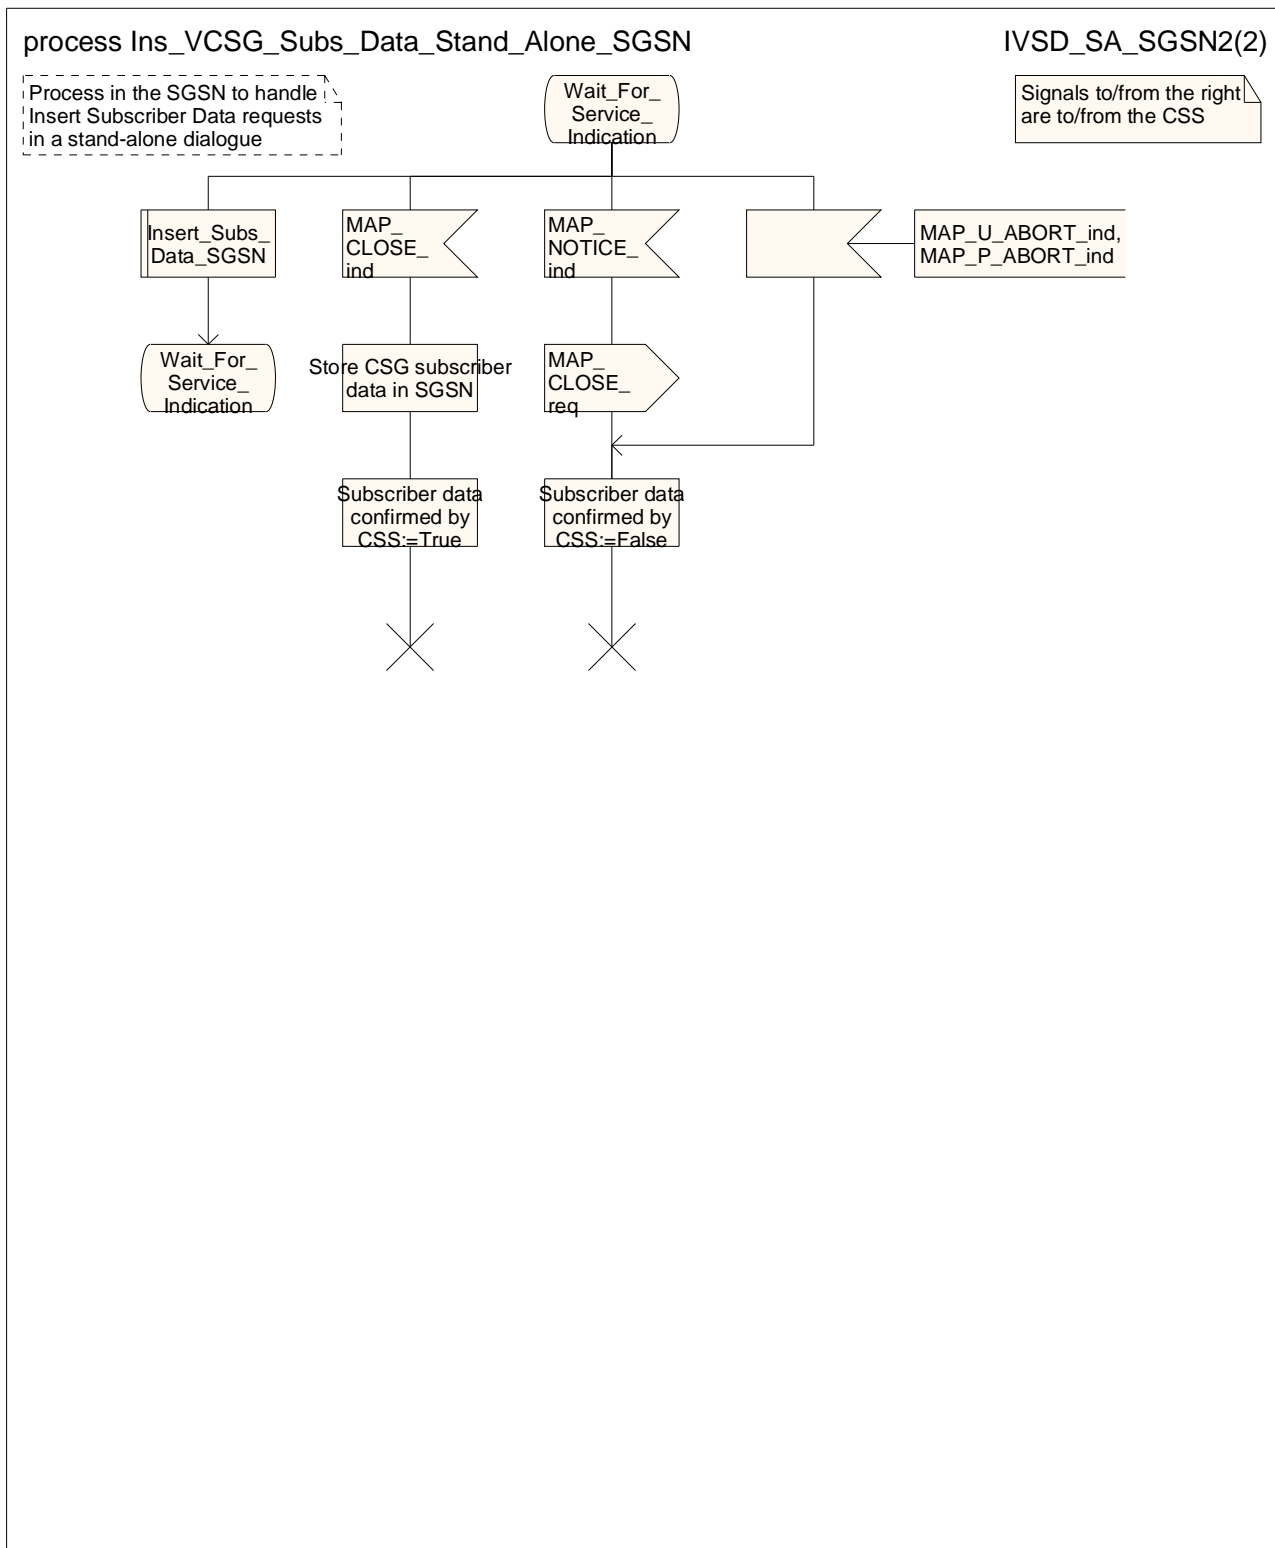 process Ins_VCSG_Subs_Data_Stand_Alone_SGSN
IVSD_SA_SGSN2(2)
Process in the SGSN to handle
Insert Subscriber Data requests
in a stand-alone dialogue
Wait_For_
Service_
Indication
Signals to/from the right
are to/from the CSS
Insert_Subs_
Data_SGSN
MAP_
CLOSE_
ind
MAP_
NOTICE_
ind
MAP_U_ABORT_ind,
MAP_P_ABORT_ind
Wait_For_
Service_
Indication
Store CSG subscriber
data in SGSN
MAP_
CLOSE_
req
Subscriber data
confirmed by
CSS:=True
Subscriber data
confirmed by
CSS:=False